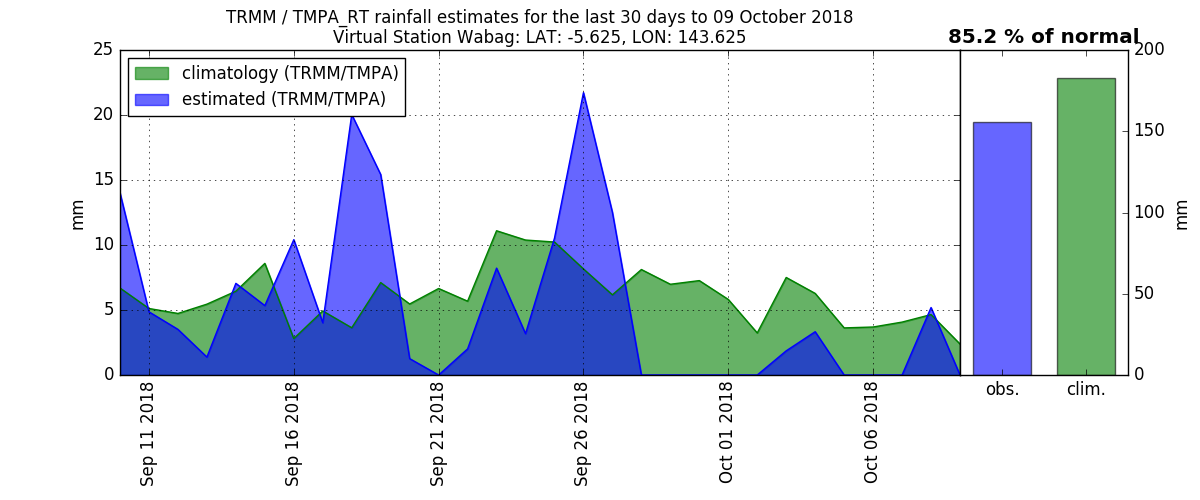 TRMM / TMPA_RT rainfall estimates for the last 30 days to 09 October 2018
Virtual Station Wabag: LAT: -5.625, LON: 143.625
85.2 % of normal
climatology (TRMM/TMPA)
estimated (TRMM/TMPA)
25
20
15
10
5
0
mm
Sep 11 2018
Sep 16 2018
Sep 21 2018
Sep 26 2018
Oct 01 2018
Oct 06 2018
200
150
100
50
0
mm
obs.
clim.